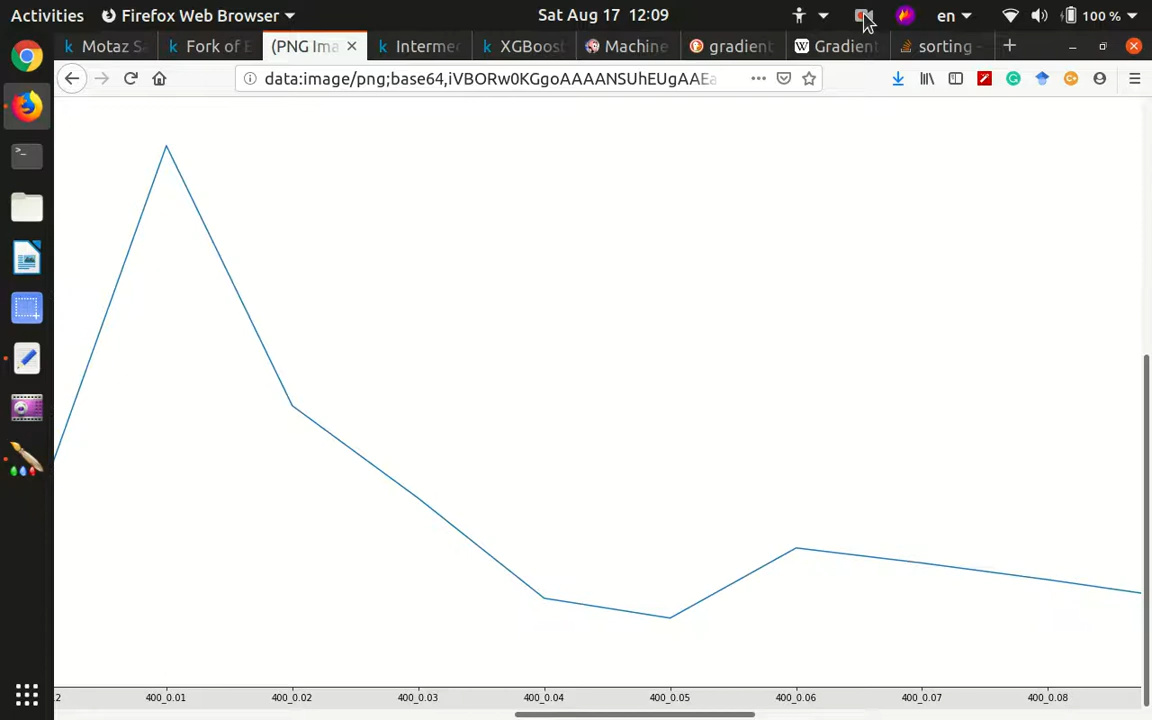 Activities Firefox Web Browser Sat Aug 17 12:09 en 100 %
Motaz S Fork of E (PNG Ima Interme XGBoost Machine gradient Gradient sorting -
data:image/png;base64,iVBORw0KGgoAAAANSUhEUgAAEa
2 400_0.01 400_0.02 400_0.03 400_0.04 400_0.05 400_0.06 400_0.07 400_0.08